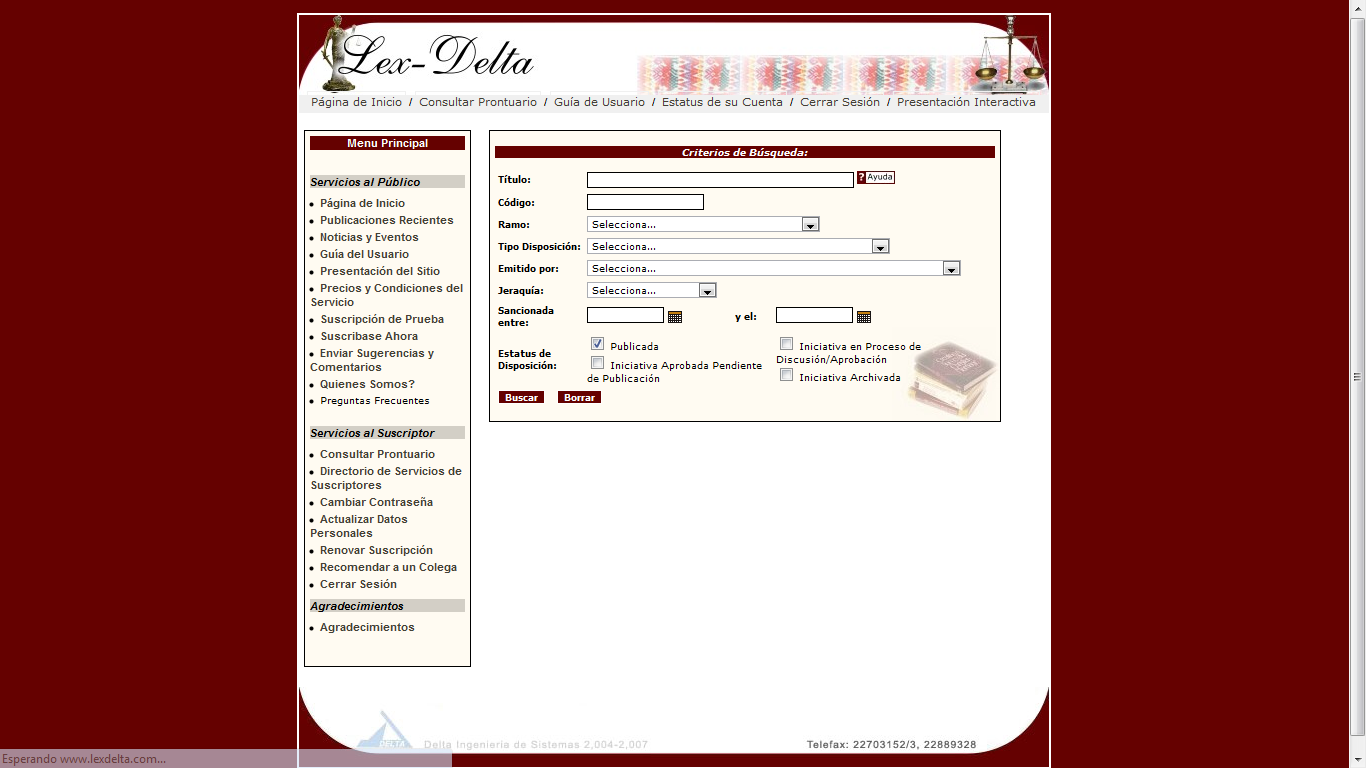 Lex-Delta
Página de Inicio / Consultar Prontuario / Guía de Usuario / Estatus de su Cuenta / Cerrar Sesión / Presentación Interactiva
Menu Principal
Servicios al Público
Página de Inicio
Publicaciones Recientes
Noticias y Eventos
Guía del Usuario
Presentación del Sitio
Precios y Condiciones del
Servicio
Suscripción de Prueba
Suscribase Ahora
Enviar Sugerencias y
Comentarios
Quienes Somos?
Preguntas Frecuentes
Servicios al Suscriptor
Consultar Prontuario
Directorio de Servicios de
Suscriptores
Cambiar Contraseña
Actualizar Datos
Personales
Renovar Suscripción
Recomendar a un Colega
Cerrar Sesión
Agradecimientos
Agradecimientos
Criterios de Búsqueda:
Título:
? Ayuda
Código:
Ramo: Selecciona...
Tipo Disposición: Selecciona...
Emitido por: Selecciona...
Jeraquía: Selecciona...
Sancionada
entre:
y el:
Estatus de
Disposición:
Publicada
Iniciativa Aprobada Pendiente
de Publicación
Iniciativa en Proceso de
Discusión/Aprobación
Iniciativa Archivada
Buscar Borrar
DELTA
Delta Ingeniería de Sistemas 2,004-2,007
Telefax: 22703152/3, 22889328
Esperando www.lexdelta.com...